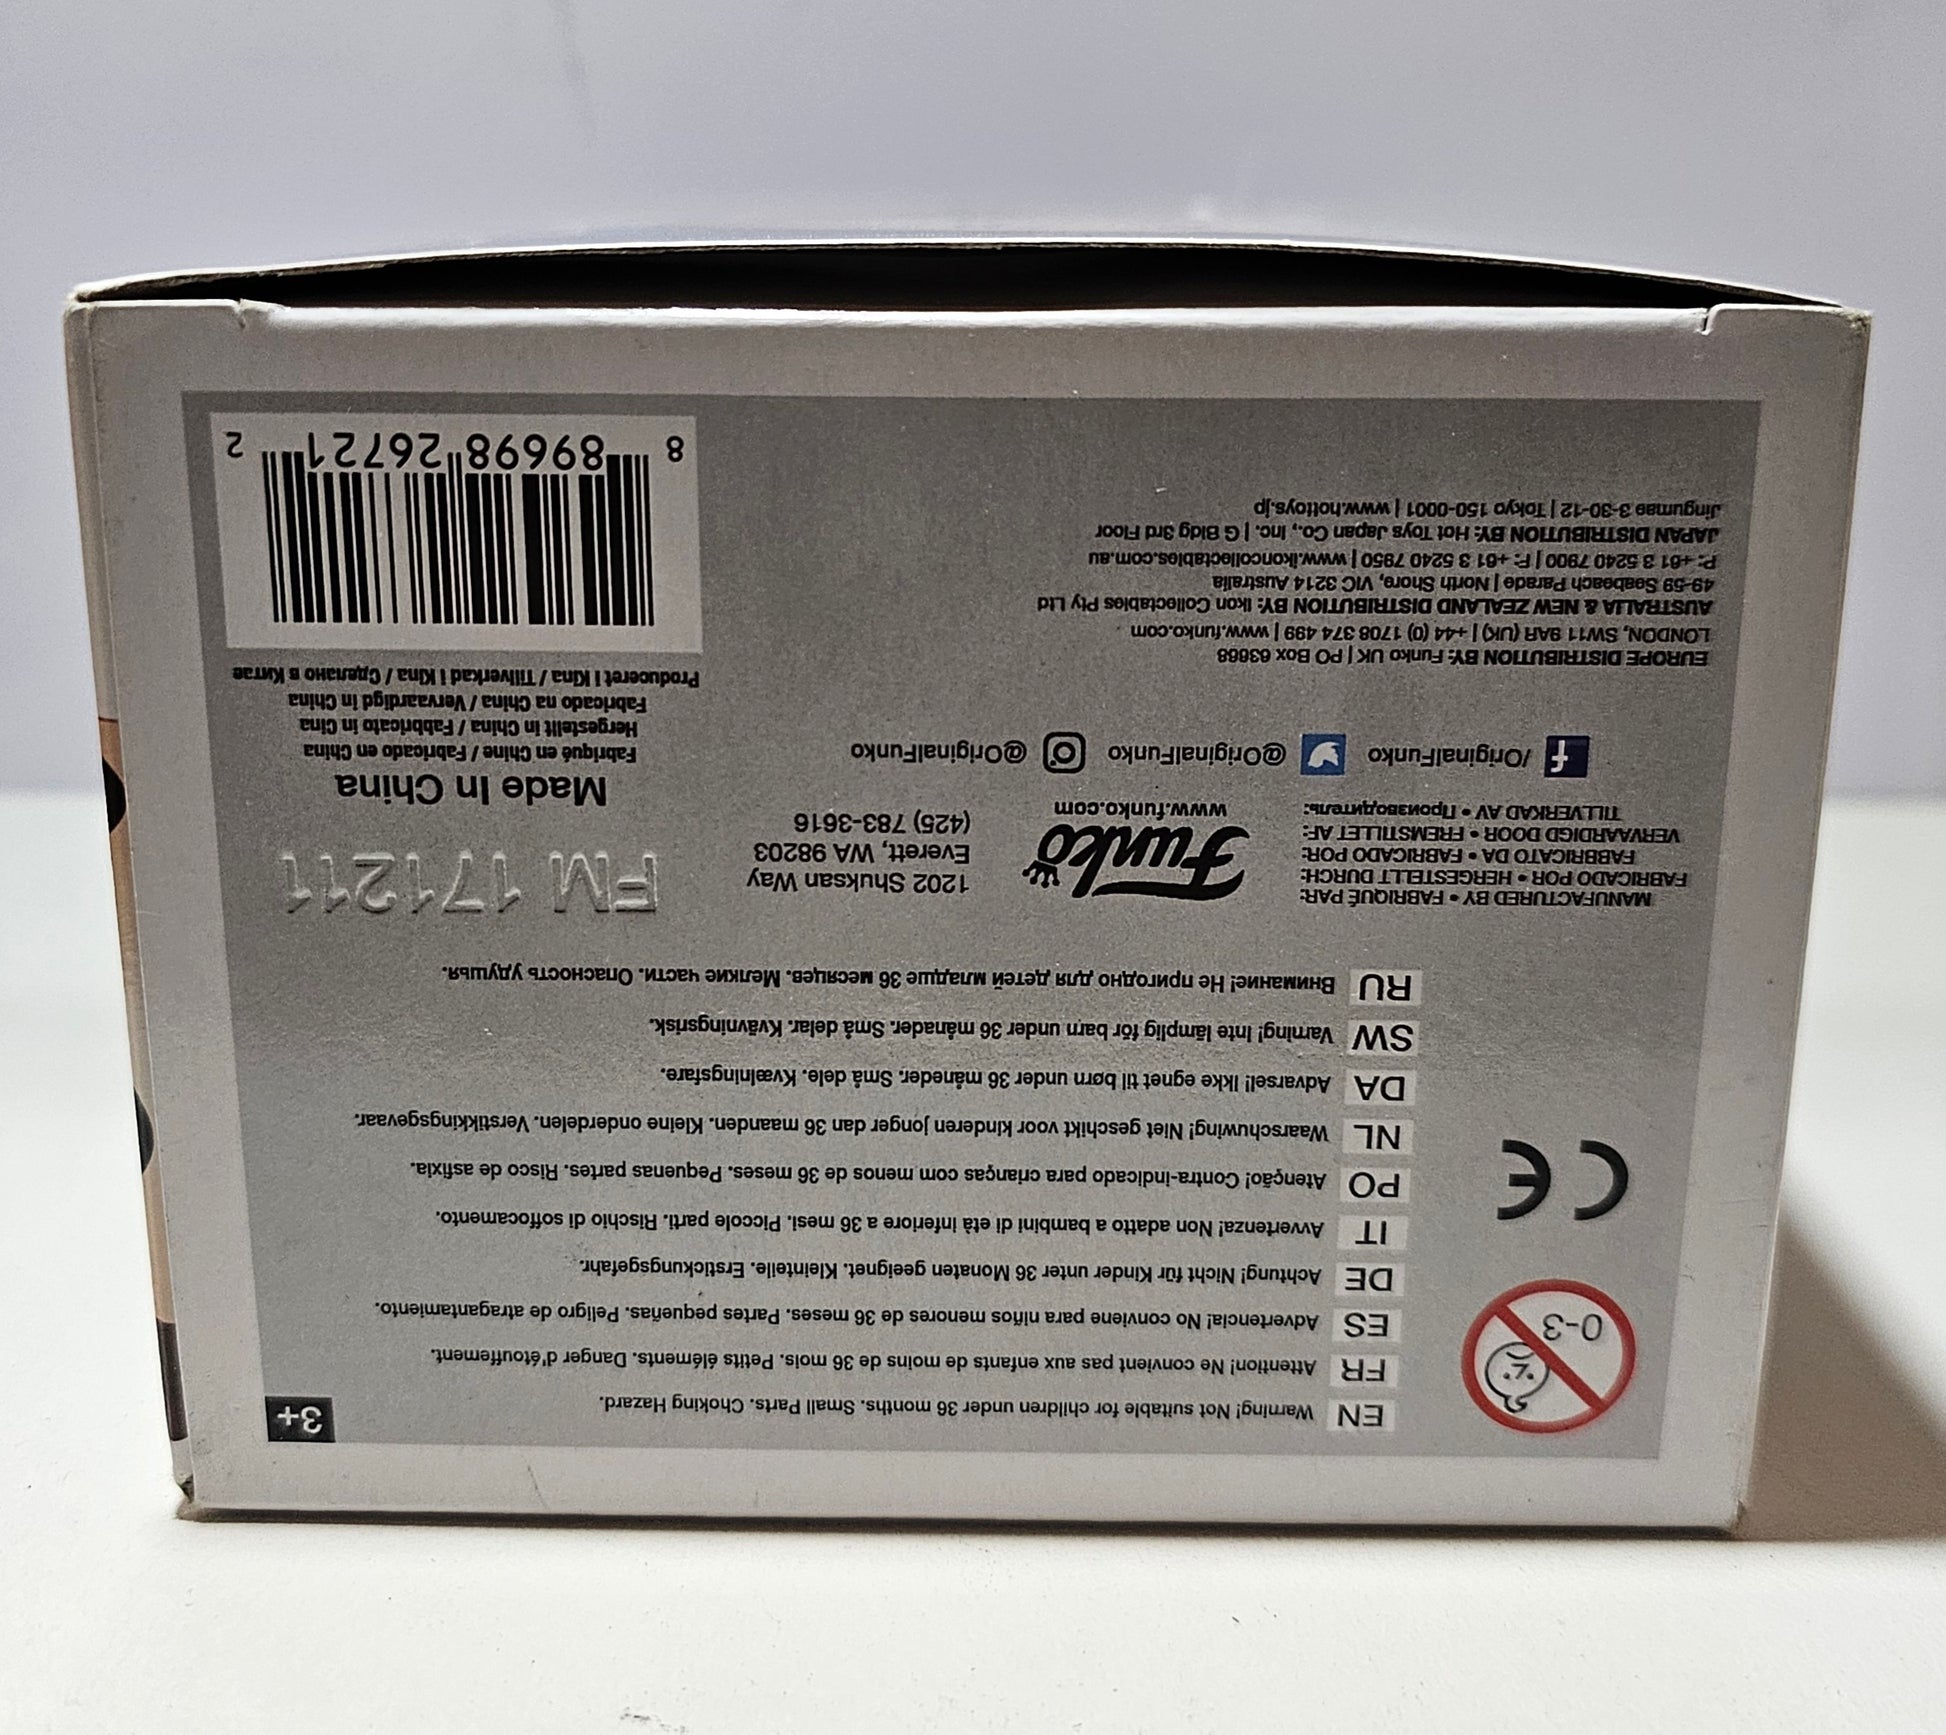 3+
EN Warning! Not suitable for children under 36 months. Small Parts. Choking Hazard.
FR Attention! Ne convient pas aux enfants de moins de 36 mois. Petits éléments. Danger d'étouffement.
ES Advertencia! No conviene para niños menores de 36 meses. Partes pequeñas. Peligro de atragantamiento.
DE Achtung! Nicht für Kinder unter 36 Monaten geeignet. Kleinteile. Erstickungsgefahr.
IT Avvertenza! Non adatto a bambini di età inferiore a 36 mesi. Piccole parti. Rischio di soffocamento.
PO Atenção! Contra-indicado para crianças com menos de 36 meses. Pequenas partes. Risco de asfixia.
NL Waarschuwing! Niet geschikt voor kinderen jonger dan 36 maanden. Kleine onderdelen. Verstikkingsgevaar.
DA Advarsel! Ikke egnet til børn under 36 måneder. Små dele. Kvælningsfare.
SW Varning! Inte lämplig för barn under 36 månader. Små delar. Kvävningsrisk.
RU Внимание! Не пригодно для детей младше 36 месяцев. Мелкие части. Опасность удушья.
0-3
CE
MANUFACTURED BY • FABRIQUÉ PAR:
FABRICADO POR • HERGESTELLT DURCH:
FABBRICATO DA • FABRICADO POR:
VERVAARDIGD DOOR • FREMSTILLET AF:
TILLVERKAD AV • Производитель:
Funko
www.funko.com
1202 Shuksan Way
Everett, WA 98203
(425) 783-3616
FM 171211
/OriginalFunko @OriginalFunko @OriginalFunko
Made In China
Fabriqué en Chine / Fabricado en China
Hergestellt in China / Fabbricato in Cina
Fabricado na China / Vervaardigd in China
Produceret i Kina / Tillverkad i Kina / Сделано в Китае
EUROPE DISTRIBUTION BY: Funko UK | PO Box 63668
LONDON, SW11 9AR (UK) | +44 (0) 1708 374 499 | www.funko.com
AUSTRALIA & NEW ZEALAND DISTRIBUTION BY: Ikon Collectables Pty Ltd
49-59 Seabeach Parade | North Shore, VIC 3214 Australia
P: +61 3 5240 7900 | F: +61 3 5240 7950 | www.ikoncollectables.com.au
JAPAN DISTRIBUTION BY: Hot Toys Japan Co., Inc. | G Bldg 3rd Floor
Jingumae 3-30-12 | Tokyo 150-0001 | www.hottoys.jp
8 89698 26721 2